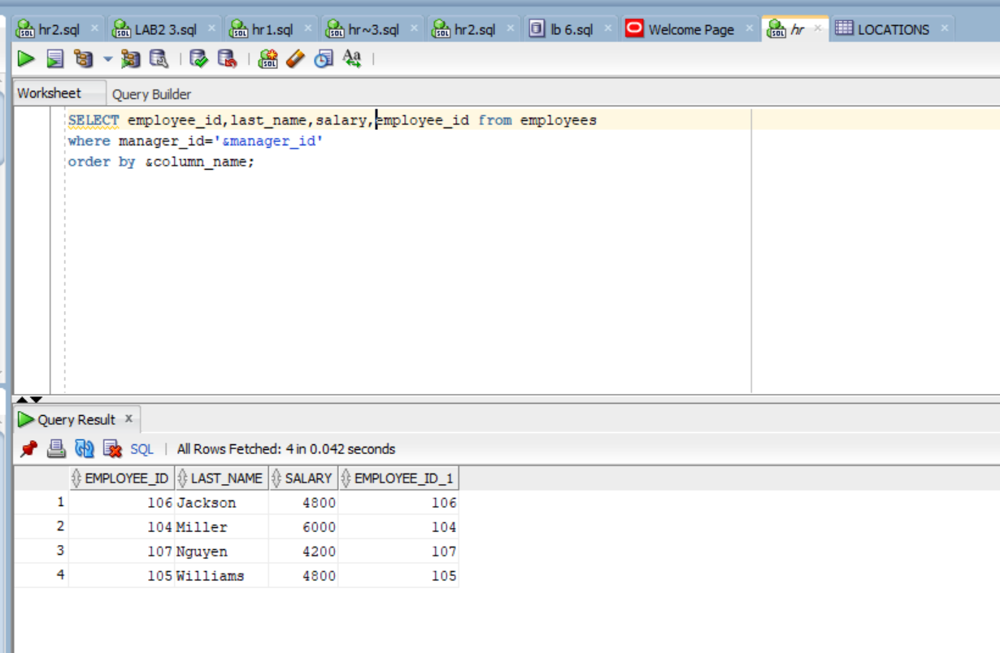 hr2.sql LAB2 3.sql hr1.sql hr~3.sql hr2.sql lb 6.sql Welcome Page hr LOCATIONS
Worksheet Query Builder
SELECT employee_id,last_name,salary,employee_id from employees
where manager_id='&manager_id'
order by &column_name;
Query Result
SQL | All Rows Fetched: 4 in 0.042 seconds
EMPLOYEE_ID LAST_NAME SALARY EMPLOYEE_ID_1
1 106 Jackson 4800 106
2 104 Miller 6000 104
3 107 Nguyen 4200 107
4 105 Williams 4800 105